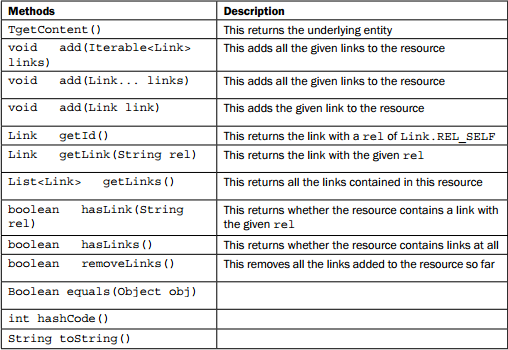 Methods Description
TgetContent() This returns the underlying entity
void add(Iterable<Link> This adds all the given links to the resource
links)
void add(Link... links) This adds all the given links to the resource
void add(Link link) This adds the given link to the resource
Link getId() This returns the link with a rel of Link.REL_SELF
Link getLink(String rel) This returns the link with the given rel
List<Link> getLinks() This returns all the links contained in this resource
boolean hasLink(String This returns whether the resource contains a link with
rel) the given rel
boolean hasLinks() This returns whether the resource contains links at all
boolean removeLinks() This removes all the links added to the resource so far
Boolean equals(Object obj)
int hashCode()
String toString()